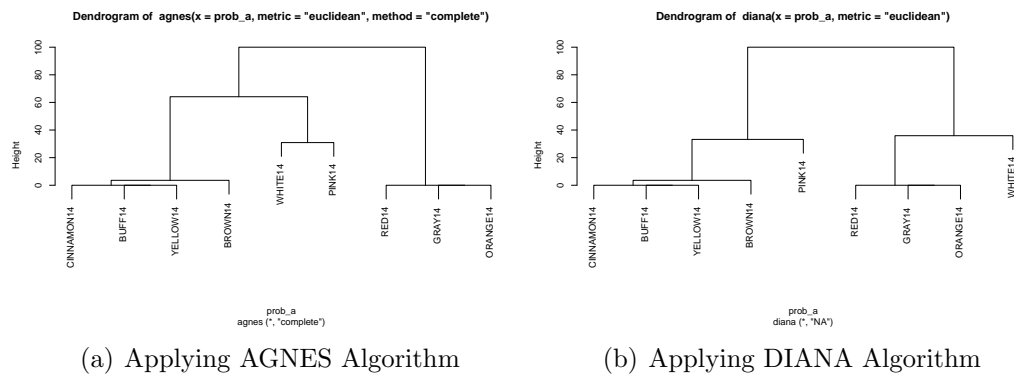 Dendrogram of agnes(x = prob_a, metric = "euclidean", method = "complete")
Height
100
80
60
40
20
0
CINNAMON14
BUFF14
YELLOW14
BROWN14
WHITE14
PINK14
RED14
GRAY14
ORANGE14
prob_a
agnes (*, "complete")
(a) Applying AGNES Algorithm
Dendrogram of diana(x = prob_a, metric = "euclidean")
Height
100
80
60
40
20
0
CINNAMON14
BUFF14
YELLOW14
BROWN14
PINK14
RED14
GRAY14
ORANGE14
WHITE14
prob_a
diana (*, "NA")
(b) Applying DIANA Algorithm